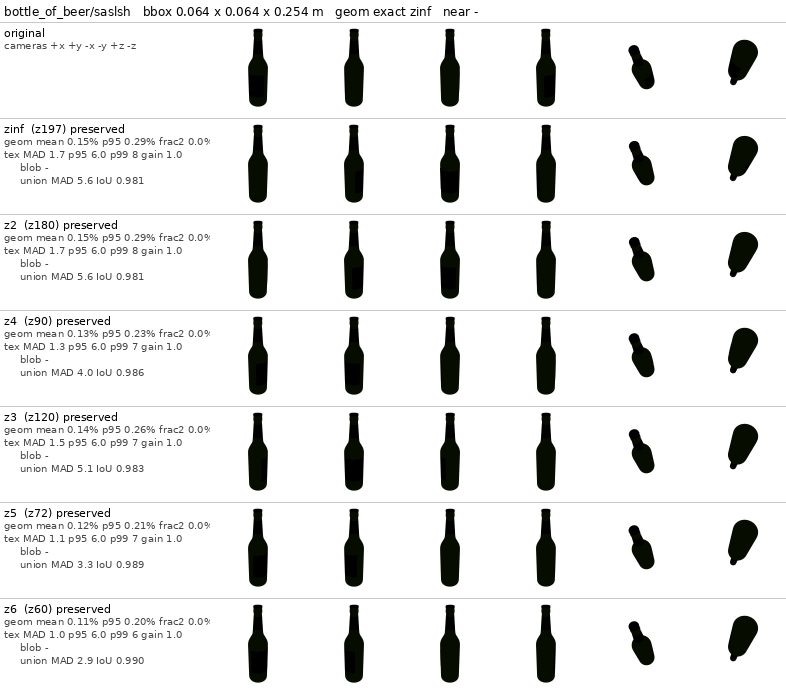 bottle_of_beer/saslsh bbox 0.064 x 0.064 x 0.254 m geom exact zinf near -
original
cameras +x +y -x -y +z -z
zinf (z197) preserved
geom mean 0.15% p95 0.29% frac2 0.0%
tex MAD 1.7 p95 6.0 p99 8 gain 1.0
blob -
union MAD 5.6 IoU 0.981
z2 (z180) preserved
geom mean 0.15% p95 0.29% frac2 0.0%
tex MAD 1.7 p95 6.0 p99 8 gain 1.0
blob -
union MAD 5.6 IoU 0.981
z4 (z90) preserved
geom mean 0.13% p95 0.23% frac2 0.0%
tex MAD 1.3 p95 6.0 p99 7 gain 1.0
blob -
union MAD 4.0 IoU 0.986
z3 (z120) preserved
geom mean 0.14% p95 0.26% frac2 0.0%
tex MAD 1.5 p95 6.0 p99 7 gain 1.0
blob -
union MAD 5.1 IoU 0.983
z5 (z72) preserved
geom mean 0.12% p95 0.21% frac2 0.0%
tex MAD 1.1 p95 6.0 p99 7 gain 1.0
blob -
union MAD 3.3 IoU 0.989
z6 (z60) preserved
geom mean 0.11% p95 0.20% frac2 0.0%
tex MAD 1.0 p95 6.0 p99 6 gain 1.0
blob -
union MAD 2.9 IoU 0.990